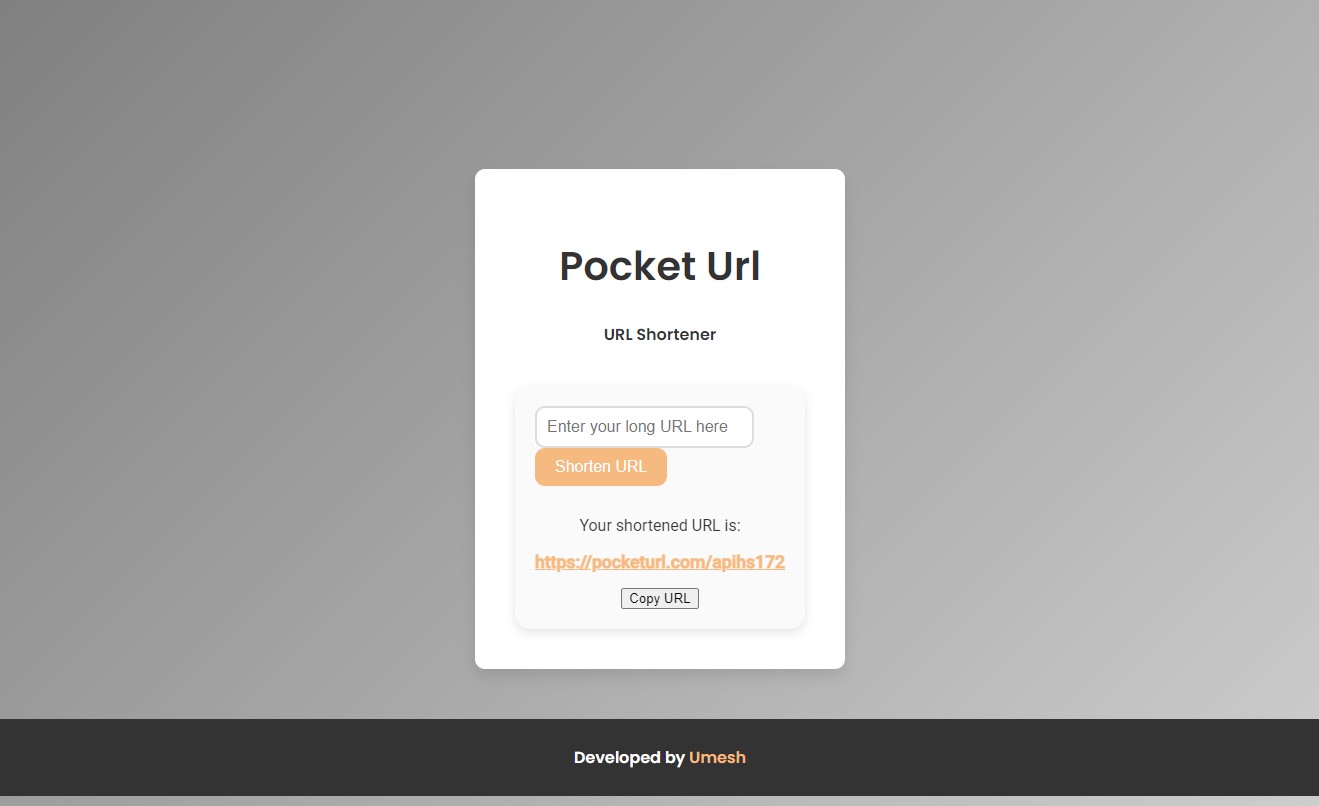 Pocket Url
URL Shortener
Enter your long URL here
Shorten URL
Your shortened URL is:
https://pocketurl.com/apihs172
Copy URL
Developed by Umesh